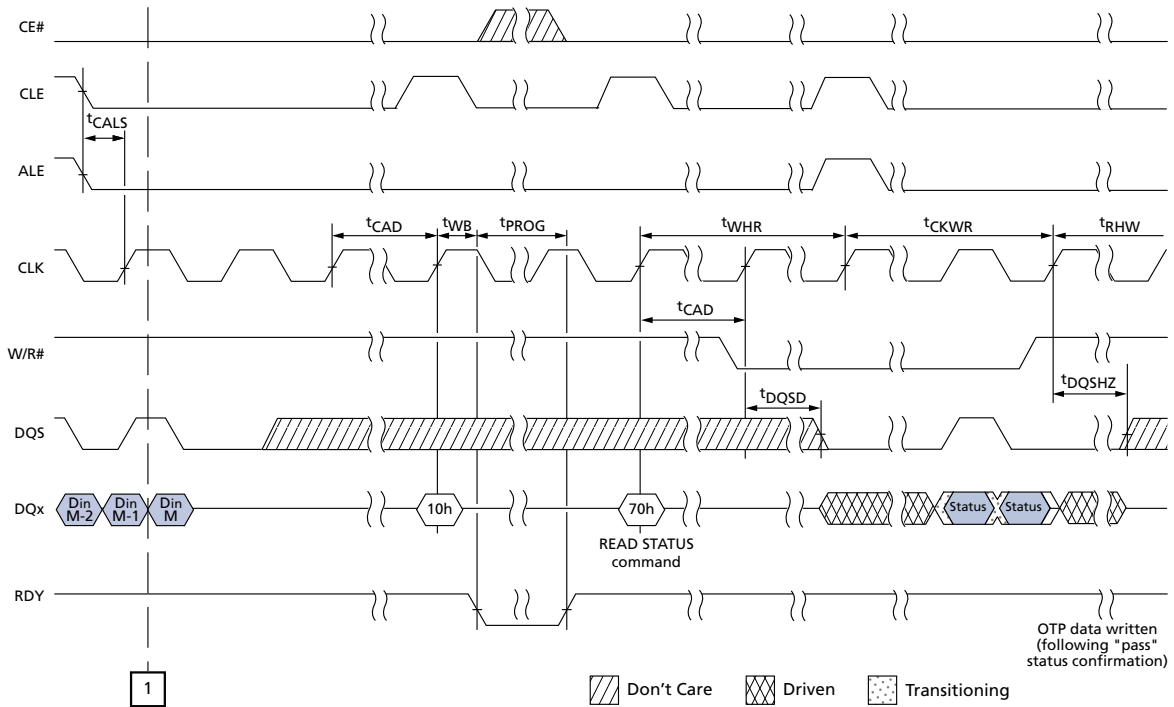 CE#
CLE
tCALS
ALE
tCAD
tWB
tPROG
tWHR
tCKWR
tRHW
CLK
tCAD
W/R#
tDQSD
tDQSHZ
DQS
DQx
Din
M-2
Din
M-1
Din
M
10h
70h
Status
Status
READ STATUS
command
RDY
OTP data written
(following "pass"
status confirmation)
1
Don't Care
Driven
Transitioning